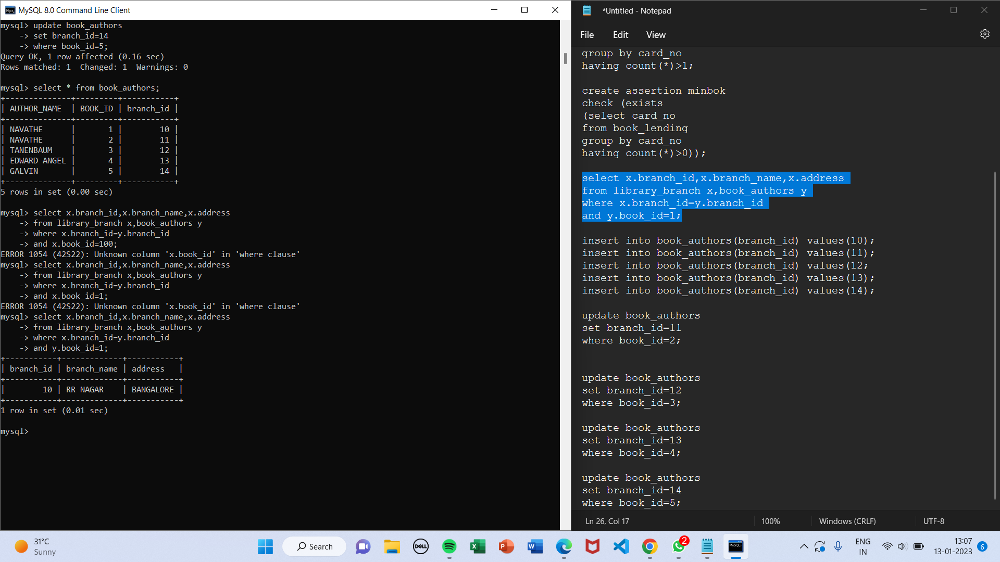 MySQL 8.0 Command Line Client
mysql> update book_authors
    -> set branch_id=14
    -> where book_id=5;
Query OK, 1 row affected (0.16 sec)
Rows matched: 1  Changed: 1  Warnings: 0

mysql> select * from book_authors;
+--------------+---------+-----------+
| AUTHOR_NAME  | BOOK_ID | branch_id |
+--------------+---------+-----------+
| NAVATHE      |       1 |        10 |
| NAVATHE      |       2 |        11 |
| TANENBAUM    |       3 |        12 |
| EDWARD ANGEL |       4 |        13 |
| GALVIN       |       5 |        14 |
+--------------+---------+-----------+
5 rows in set (0.00 sec)

mysql> select x.branch_id,x.branch_name,x.address
    -> from library_branch x,book_authors y
    -> where x.branch_id=y.branch_id
    -> and x.book_id=100;
ERROR 1054 (42S22): Unknown column 'x.book_id' in 'where clause'
mysql> select x.branch_id,x.branch_name,x.address
    -> from library_branch x,book_authors y
    -> where x.branch_id=y.branch_id
    -> and x.book_id=1;
ERROR 1054 (42S22): Unknown column 'x.book_id' in 'where clause'
mysql> select x.branch_id,x.branch_name,x.address
    -> from library_branch x,book_authors y
    -> where x.branch_id=y.branch_id
    -> and y.book_id=1;
+-----------+-------------+-----------+
| branch_id | branch_name | address   |
+-----------+-------------+-----------+
|        10 | RR NAGAR    | BANGALORE |
+-----------+-------------+-----------+
1 row in set (0.01 sec)

mysql>
*Untitled - Notepad
File Edit View
group by card_no
having count(*)>1;

create assertion minbok
check (exists
(select card_no
from book_lending
group by card_no
having count(*)>0));

select x.branch_id,x.branch_name,x.address
from library_branch x,book_authors y
where x.branch_id=y.branch_id
and y.book_id=1;

insert into book_authors(branch_id) values(10);
insert into book_authors(branch_id) values(11);
insert into book_authors(branch_id) values(12;
insert into book_authors(branch_id) values(13);
insert into book_authors(branch_id) values(14);

update book_authors
set branch_id=11
where book_id=2;

update book_authors
set branch_id=12
where book_id=3;

update book_authors
set branch_id=13
where book_id=4;

update book_authors
set branch_id=14
where book_id=5;
Ln 26, Col 17 100% Windows (CRLF) UTF-8
31°C
Sunny
Search
DELL
2
MySQL
ENG
IN
13:07
13-01-2023
6